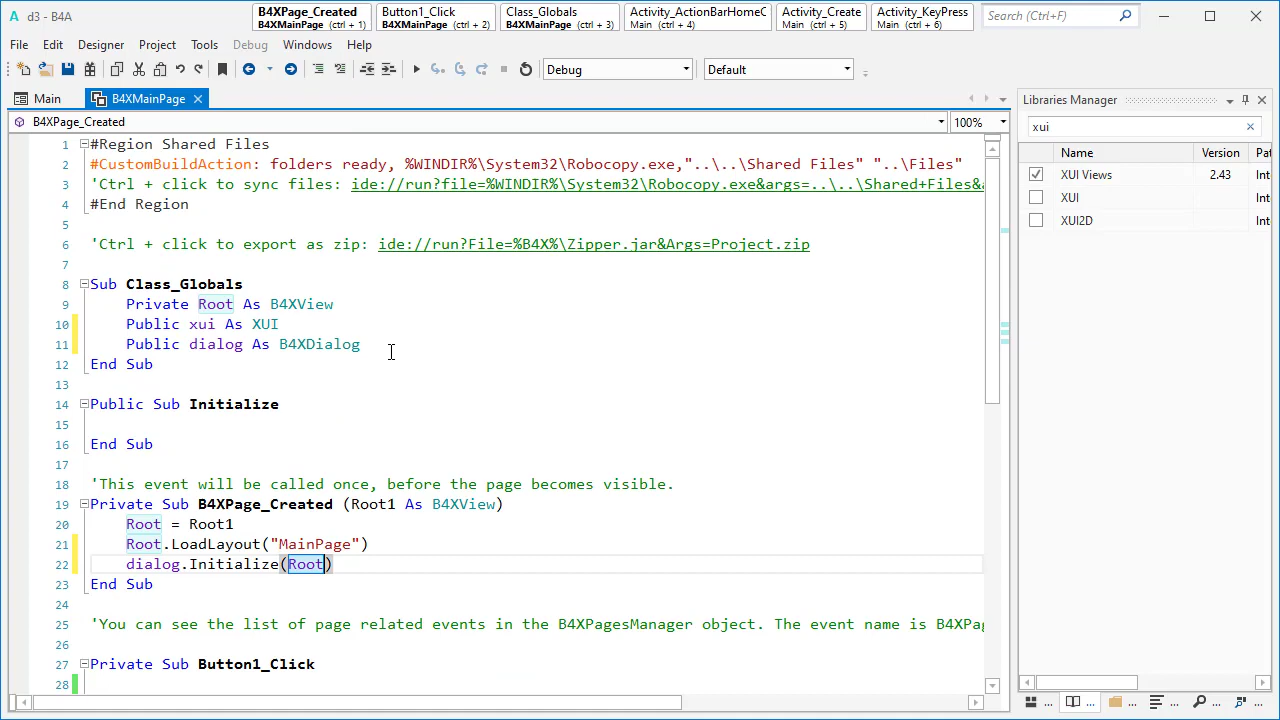 d3 - B4A
B4XPage_Created
B4XMainPage (ctrl + 1)
Button1_Click
B4XMainPage (ctrl + 2)
Class_Globals
B4XMainPage (ctrl + 3)
Activity_ActionBarHomeC
Main (ctrl + 4)
Activity_Create
Main (ctrl + 5)
Activity_KeyPress
Main (ctrl + 6)
Search (Ctrl+F)
File Edit Designer Project Tools Debug Windows Help
Debug
Default
Main
B4XMainPage
B4XPage_Created
100%
1 #Region Shared Files
2 #CustomBuildAction: folders ready, %WINDIR%\System32\Robocopy.exe,"..\..\Shared Files" "..\Files"
3 'Ctrl + click to sync files: ide://run?file=%WINDIR%\System32\Robocopy.exe&args=..\..\Shared+Files&
4 #End Region
5
6 'Ctrl + click to export as zip: ide://run?File=%B4X%\Zipper.jar&Args=Project.zip
7
8 Sub Class_Globals
9 Private Root As B4XView
10 Public xui As XUI
11 Public dialog As B4XDialog
12 End Sub
13
14 Public Sub Initialize
15
16 End Sub
17
18 'This event will be called once, before the page becomes visible.
19 Private Sub B4XPage_Created (Root1 As B4XView)
20 Root = Root1
21 Root.LoadLayout("MainPage")
22 dialog.Initialize(Root)
23 End Sub
24
25 'You can see the list of page related events in the B4XPagesManager object. The event name is B4XPag
26
27 Private Sub Button1_Click
28
Libraries Manager
xui
Name Version Pat
XUI Views 2.43 Int
XUI Int
XUI2D Int